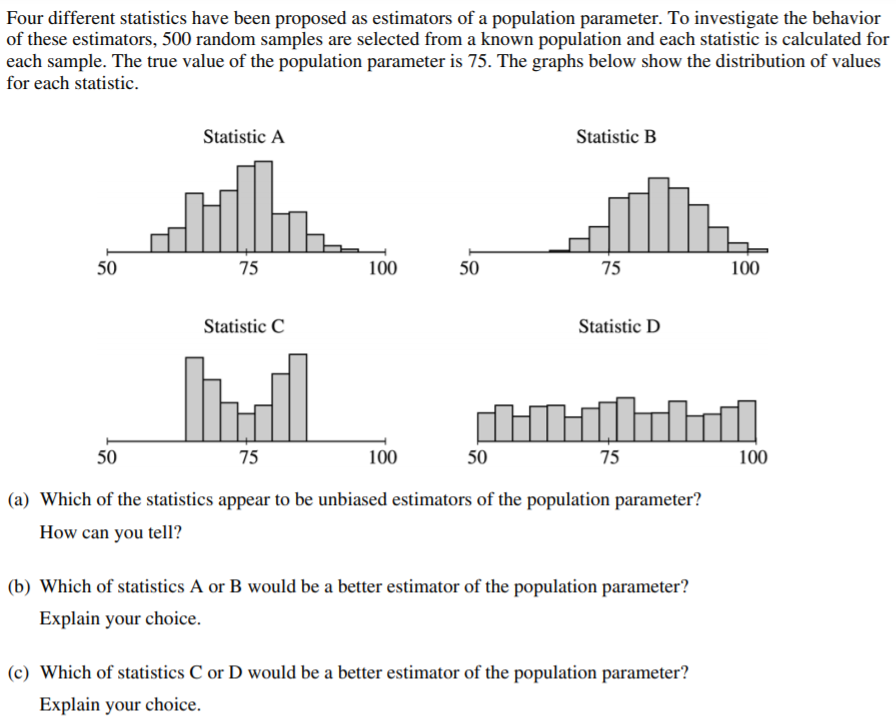 Four different statistics have been proposed as estimators of a population parameter. To investigate the behavior
of these estimators, 500 random samples are selected from a known population and each statistic is calculated for
each sample. The true value of the population parameter is 75. The graphs below show the distribution of values
for each statistic.
Statistic A
50 75 100
Statistic B
50 75 100
Statistic C
50 75 100
Statistic D
50 75 100
(a) Which of the statistics appear to be unbiased estimators of the population parameter?
How can you tell?
(b) Which of statistics A or B would be a better estimator of the population parameter?
Explain your choice.
(c) Which of statistics C or D would be a better estimator of the population parameter?
Explain your choice.